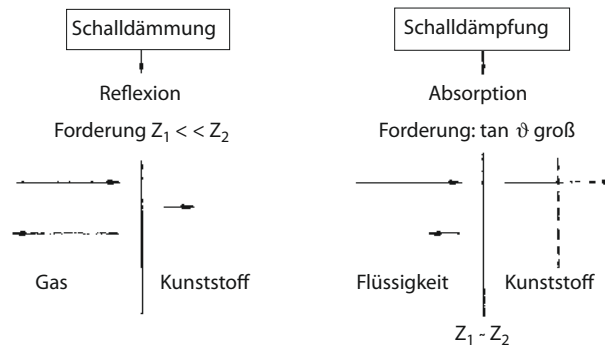 Schalldämmung
Reflexion
Forderung Z₁ < < Z₂
Gas
Kunststoff
Schalldämpfung
Absorption
Forderung: tan ϑ groß
Flüssigkeit
Kunststoff
Z₁ ~ Z₂